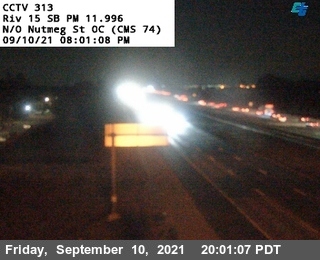 CCTV 313
Riv 15 SB PM 11.996
N/O Nutmeg St OC (CMS 74)
09/10/21 08:01:08 PM
Friday, September 10, 2021 20:01:07 PDT